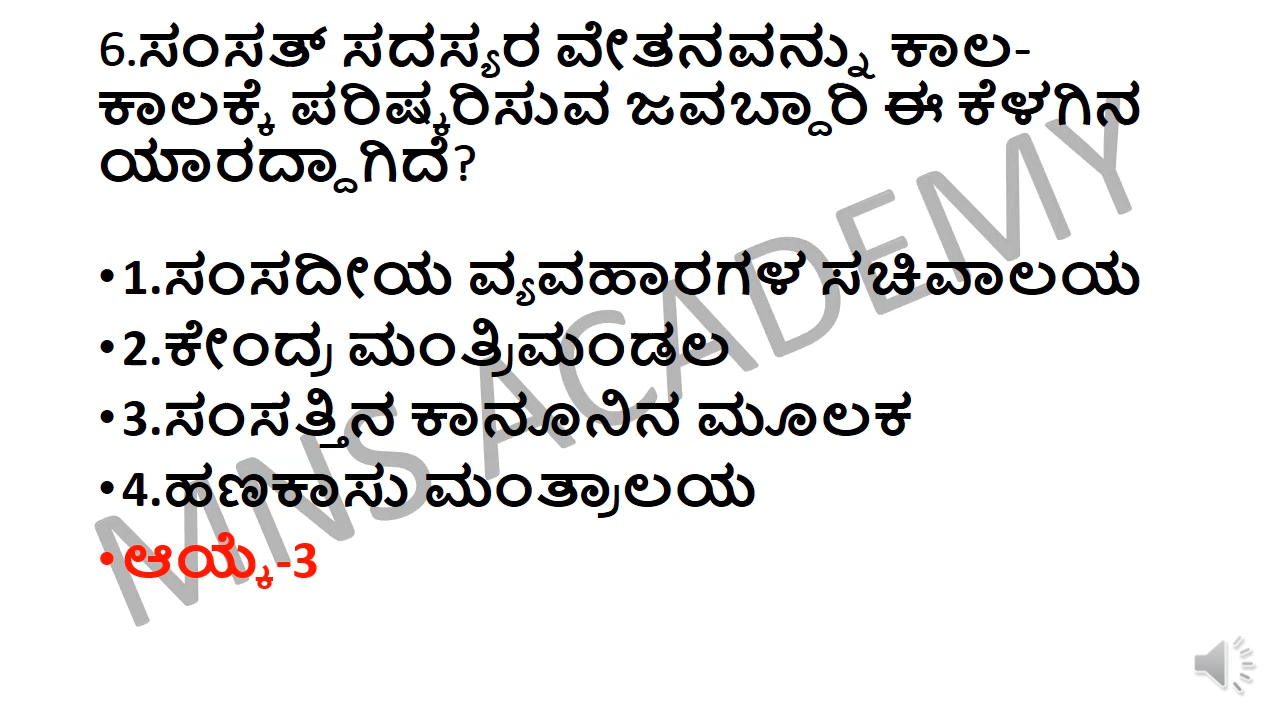 6.ಸಂಸತ್ ಸದಸ್ಯರ ವೇತನವನ್ನು ಕಾಲ-
ಕಾಲಕ್ಕೆ ಪರಿಷ್ಕರಿಸುವ ಜವಬ್ದಾರಿ ಈ ಕೆಳಗಿನ
ಯಾರದ್ದಾಗಿದೆ?
•1.ಸಂಸದೀಯ ವ್ಯವಹಾರಗಳ ಸಚಿವಾಲಯ
•2.ಕೇಂದ್ರ ಮಂತ್ರಿಮಂಡಲ
•3.ಸಂಸತ್ತಿನ ಕಾನೂನಿನ ಮೂಲಕ
•4.ಹಣಕಾಸು ಮಂತ್ರಾಲಯ
•ಆಯ್ಕೆ-3
MNS ACADEMY